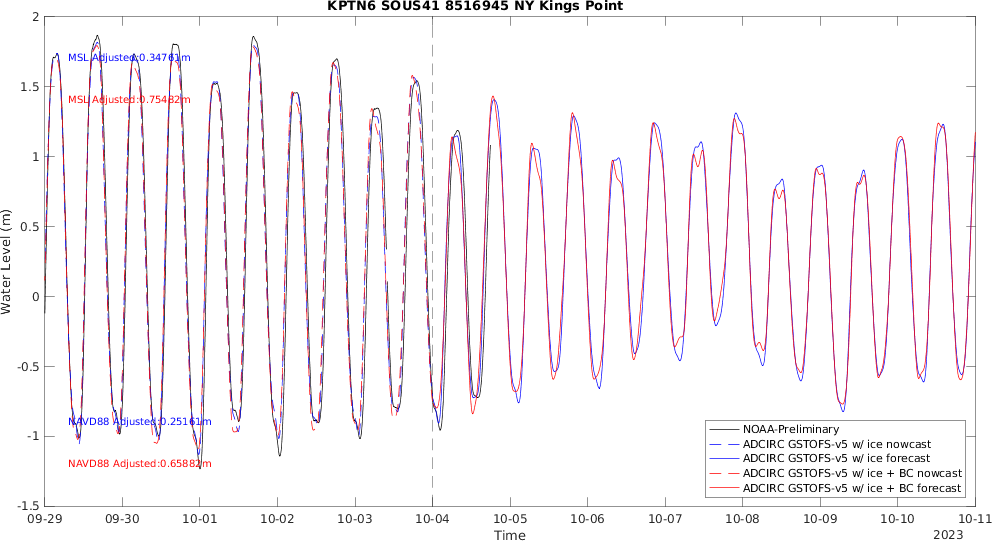 KPTN6 SOUS41 8516945 NY Kings Point
Water Level (m)
2
1.5
1
0.5
0
-0.5
-1
-1.5
MSL Adjusted:0.34761m
MSL Adjusted:0.75482m
NAVD88 Adjusted:0.25161m
NAVD88 Adjusted:0.65882m
NOAA-Preliminary
ADCIRC GSTOFS-v5 w/ ice nowcast
ADCIRC GSTOFS-v5 w/ ice forecast
ADCIRC GSTOFS-v5 w/ ice + BC nowcast
ADCIRC GSTOFS-v5 w/ ice + BC forecast
09-29 09-30 10-01 10-02 10-03 10-04 10-05 10-06 10-07 10-08 10-09 10-10 10-11
Time
2023